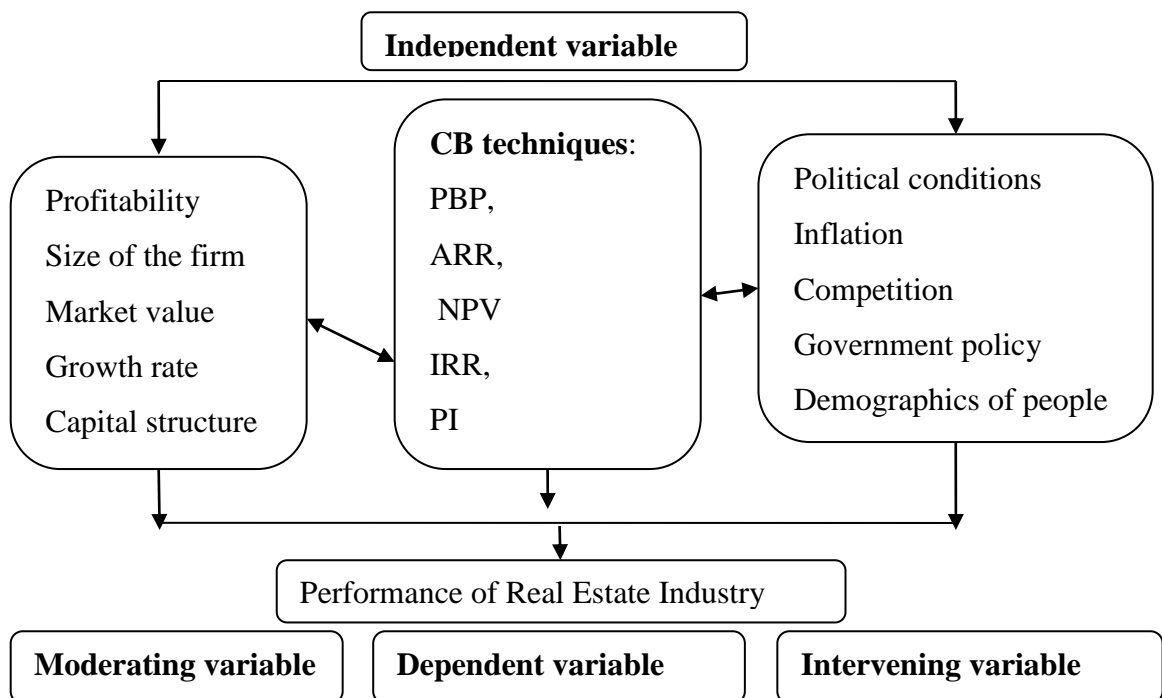 Independent variable
CB techniques:
PBP,
ARR,
NPV
IRR,
PI
Profitability
Size of the firm
Market value
Growth rate
Capital structure
Political conditions
Inflation
Competition
Government policy
Demographics of people
Performance of Real Estate Industry
Moderating variable
Dependent variable
Intervening variable